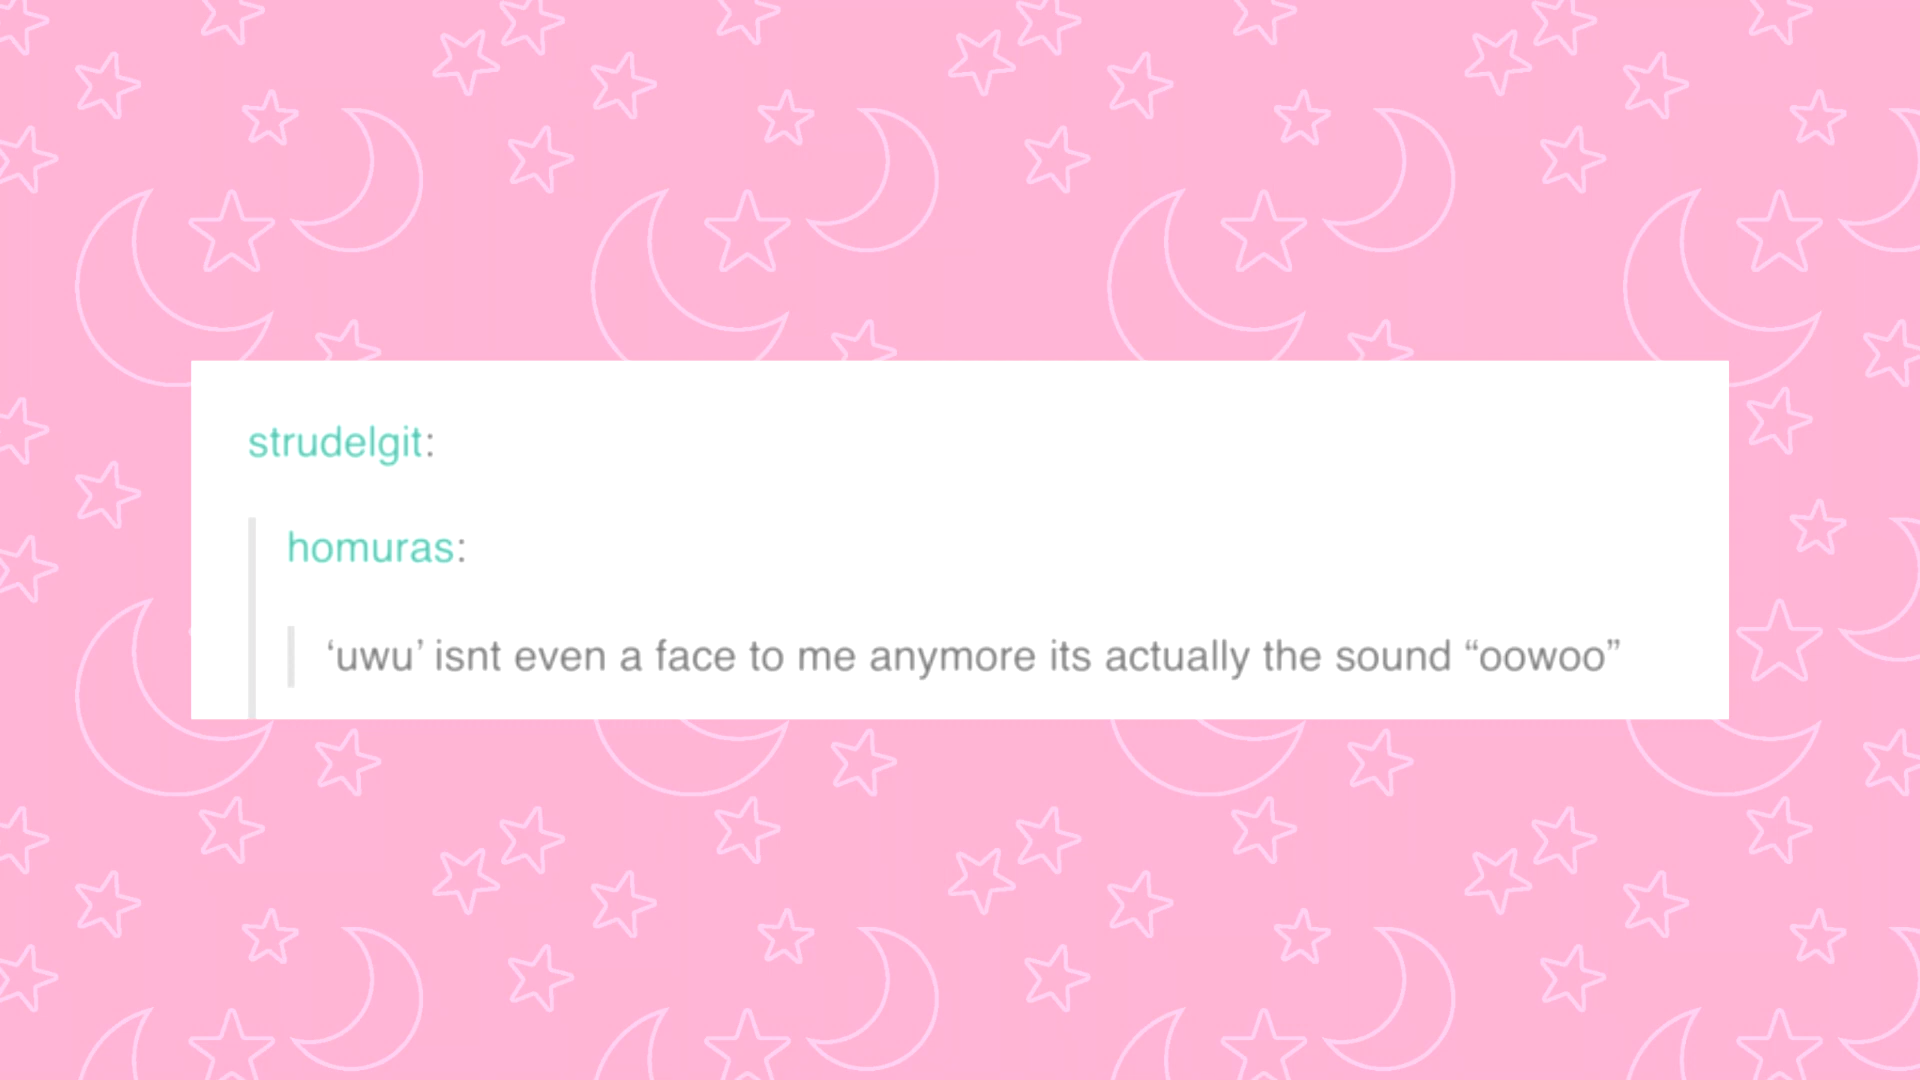 strudelgit:
homuras:
‘uwu’ isnt even a face to me anymore its actually the sound “oowoo”